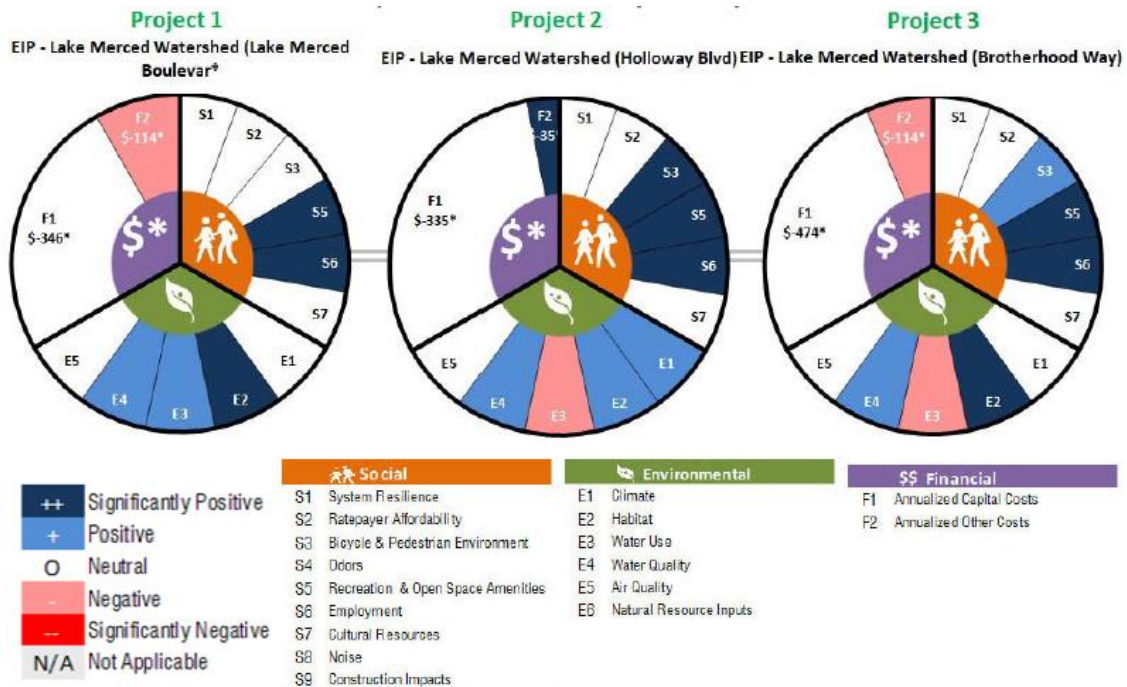 Project 1
Project 2
Project 3
EIP - Lake Merced Watershed (Lake Merced
Boulevar*
EIP - Lake Merced Watershed (Holloway Blvd)
EIP - Lake Merced Watershed (Brotherhood Way)
F2
$-114*
S1
S2
S3
S5
S6
S7
E1
E2
E3
E4
E5
F1
$-346*
$*
F2
-35
S1
S2
S3
S5
S6
S7
E1
E2
E3
E4
E5
F1
$-335*
$*
F2
$-114*
S1
S2
S3
S5
S6
S7
E1
E2
E3
E4
E5
F1
$-474*
$*
++ Significantly Positive
+ Positive
O Neutral
- Negative
-- Significantly Negative
N/A Not Applicable
Social
S1 System Resilience
S2 Ratepayer Affordability
S3 Bicycle & Pedestrian Environment
S4 Odors
S5 Recreation & Open Space Amenities
S6 Employment
S7 Cultural Resources
S8 Noise
S9 Construction Impacts
Environmental
E1 Climate
E2 Habitat
E3 Water Use
E4 Water Quality
E5 Air Quality
E6 Natural Resource Inputs
$$ Financial
F1 Annualized Capital Costs
F2 Annualized Other Costs